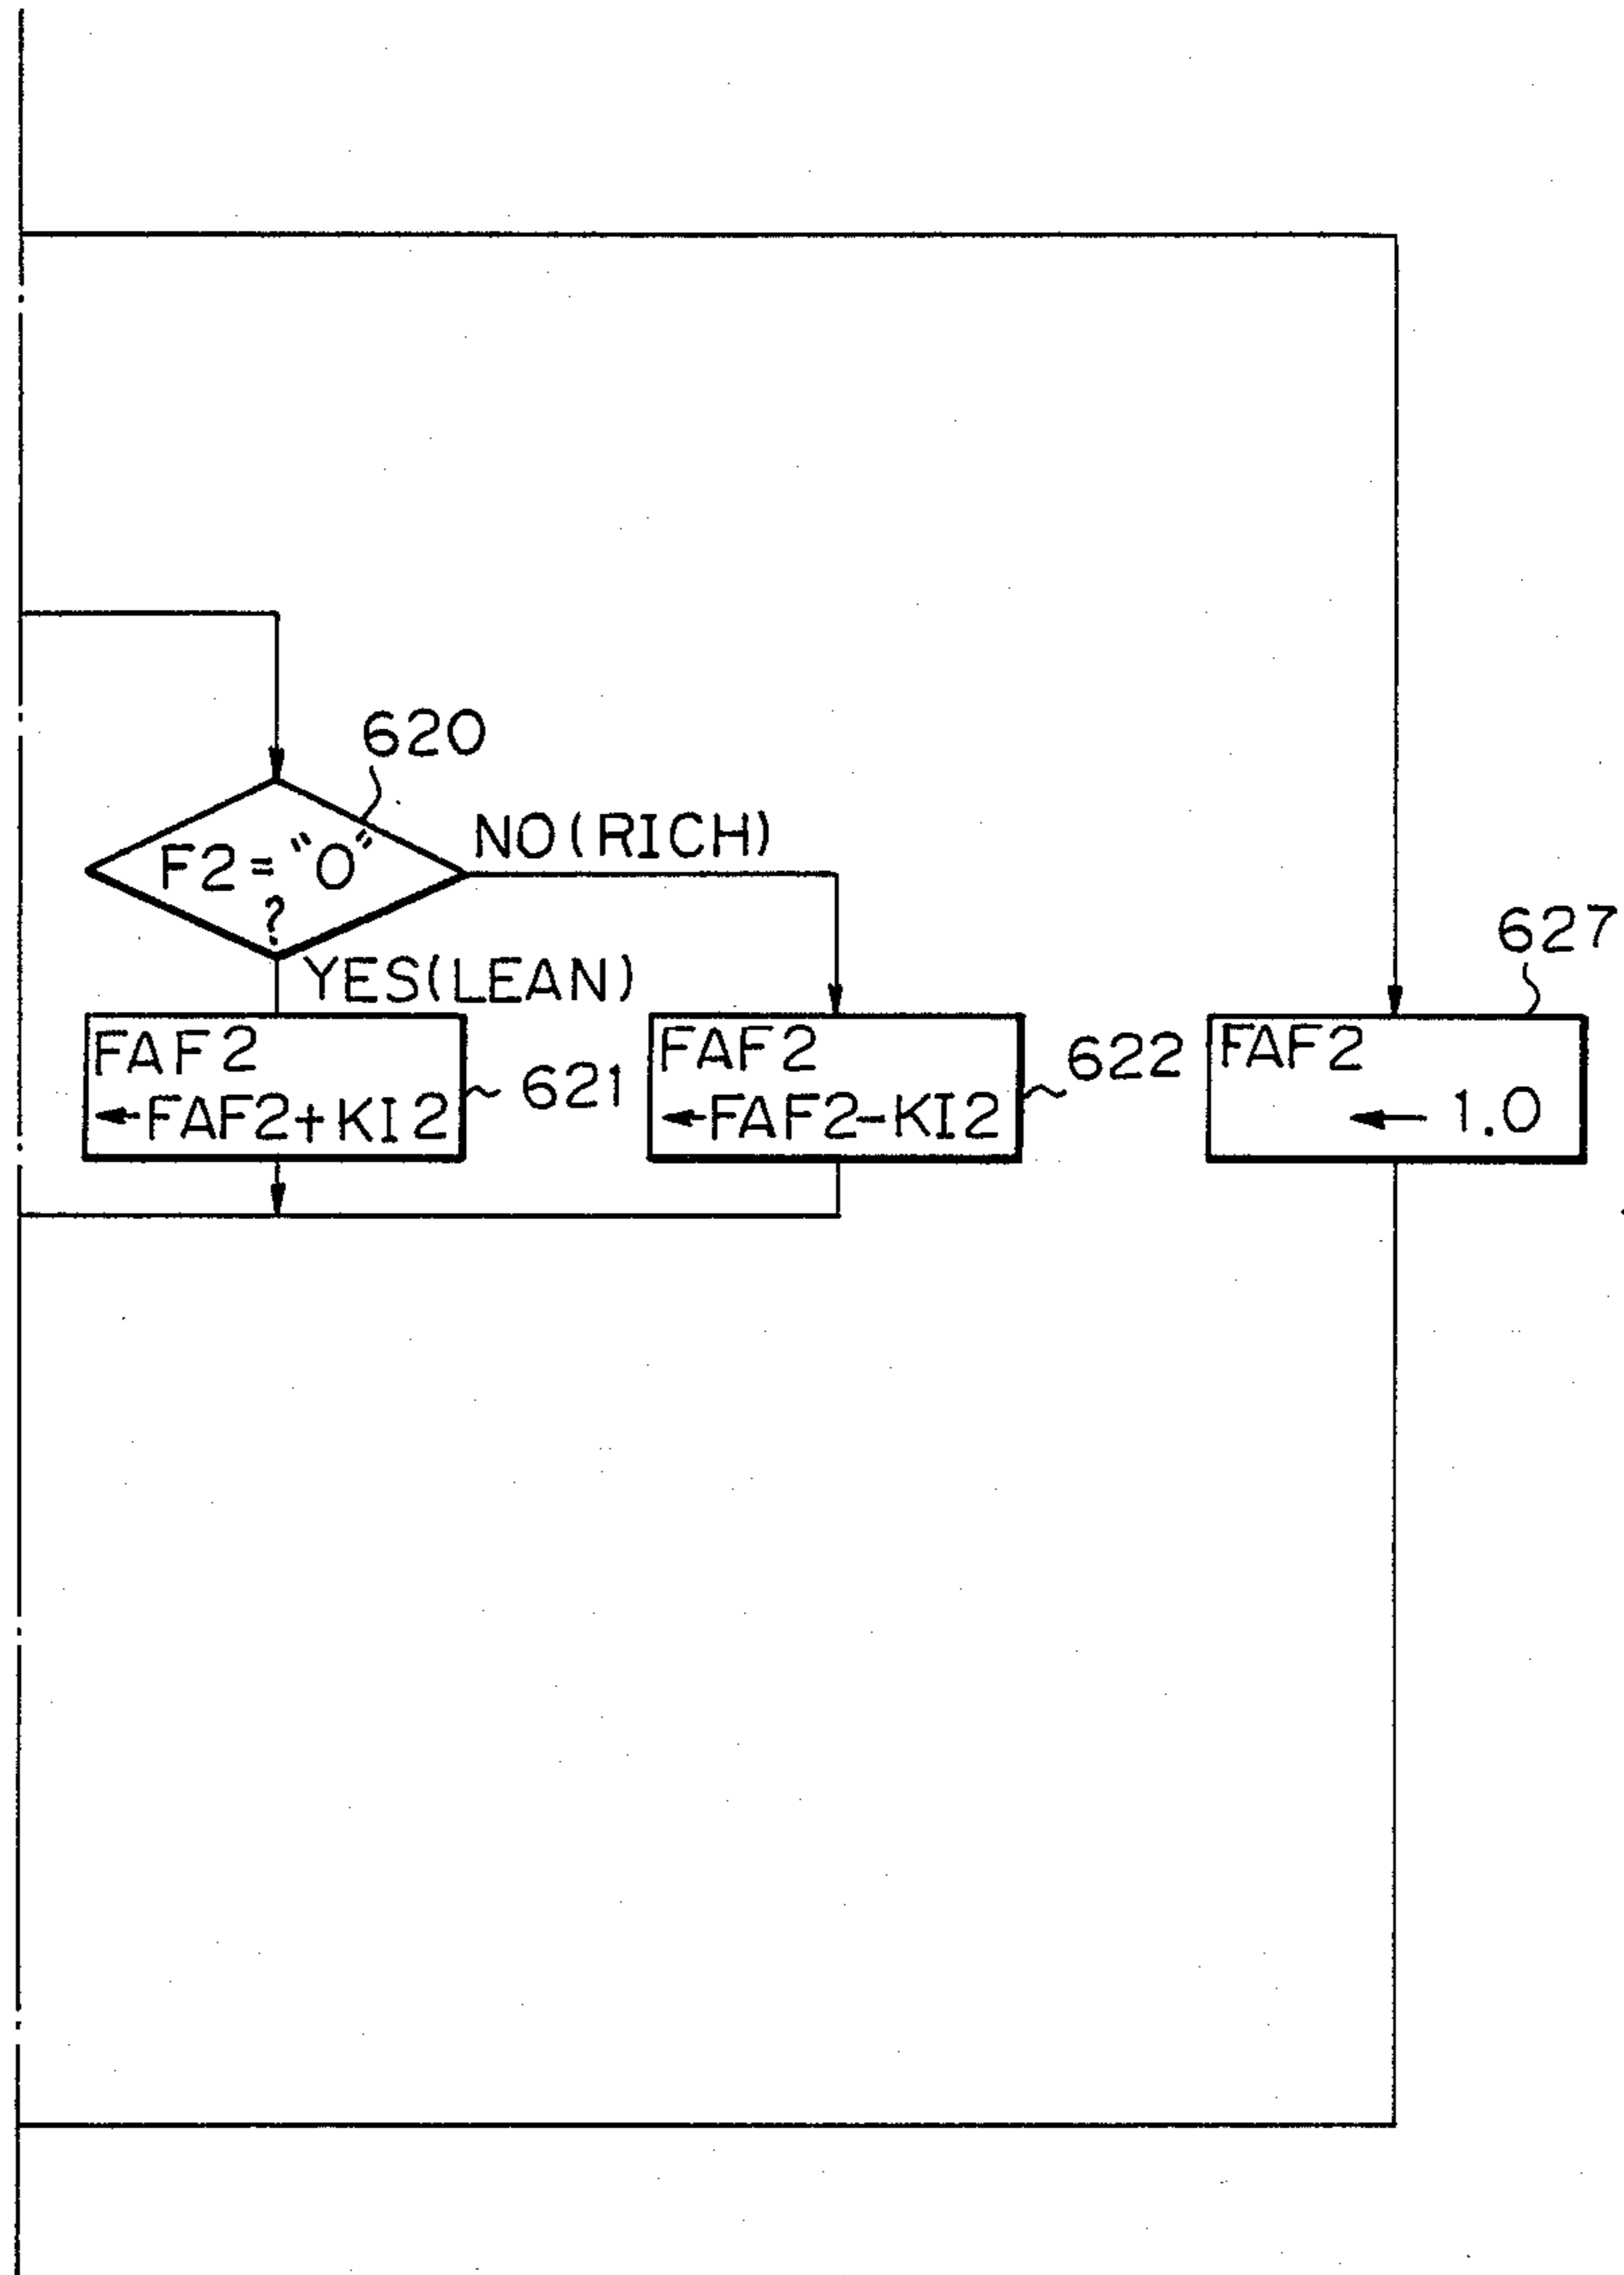 620
F2="0"
?
NO(RICH)
YES(LEAN)
627
FAF2
←FAF2+KI2
621
FAF2
←FAF2-KI2
622
FAF2
← 1.0